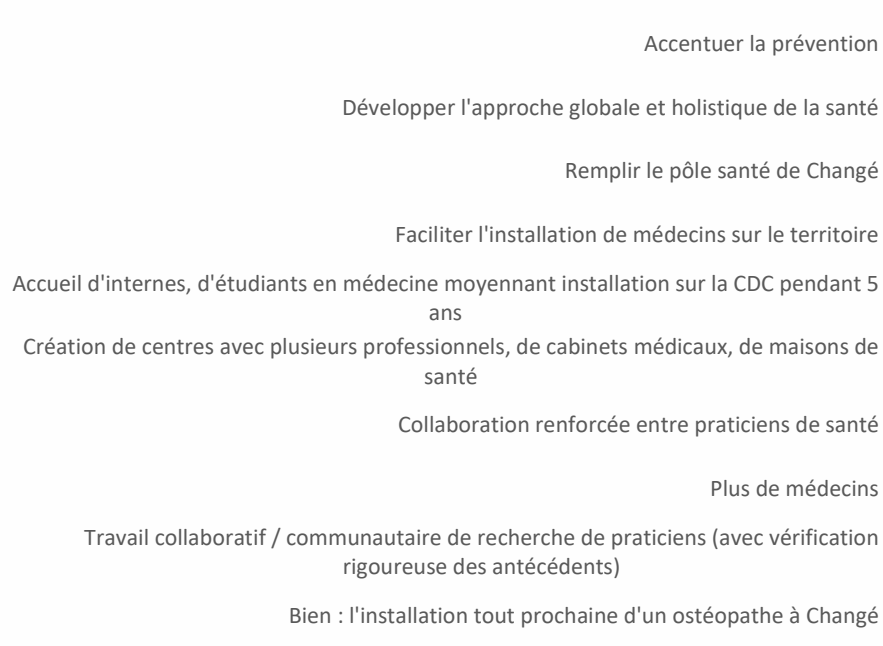 Accentuer la prévention
Développer l'approche globale et holistique de la santé
Remplir le pôle santé de Changé
Faciliter l'installation de médecins sur le territoire
Accueil d'internes, d'étudiants en médecine moyennant installation sur la CDC pendant 5
ans
Création de centres avec plusieurs professionnels, de cabinets médicaux, de maisons de
santé
Collaboration renforcée entre praticiens de santé
Plus de médecins
Travail collaboratif / communautaire de recherche de praticiens (avec vérification
rigoureuse des antécédents)
Bien : l'installation tout prochaine d'un ostéopathe à Changé